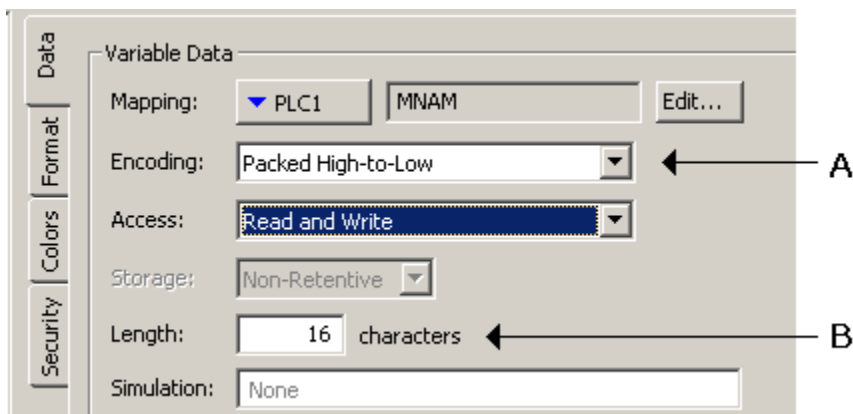 Data
Format
Colors
Security
Variable Data
Mapping: PLC1 MNAM Edit...
Encoding: Packed High-to-Low A
Access: Read and Write
Storage: Non-Retentive
Length: 16 characters B
Simulation: None